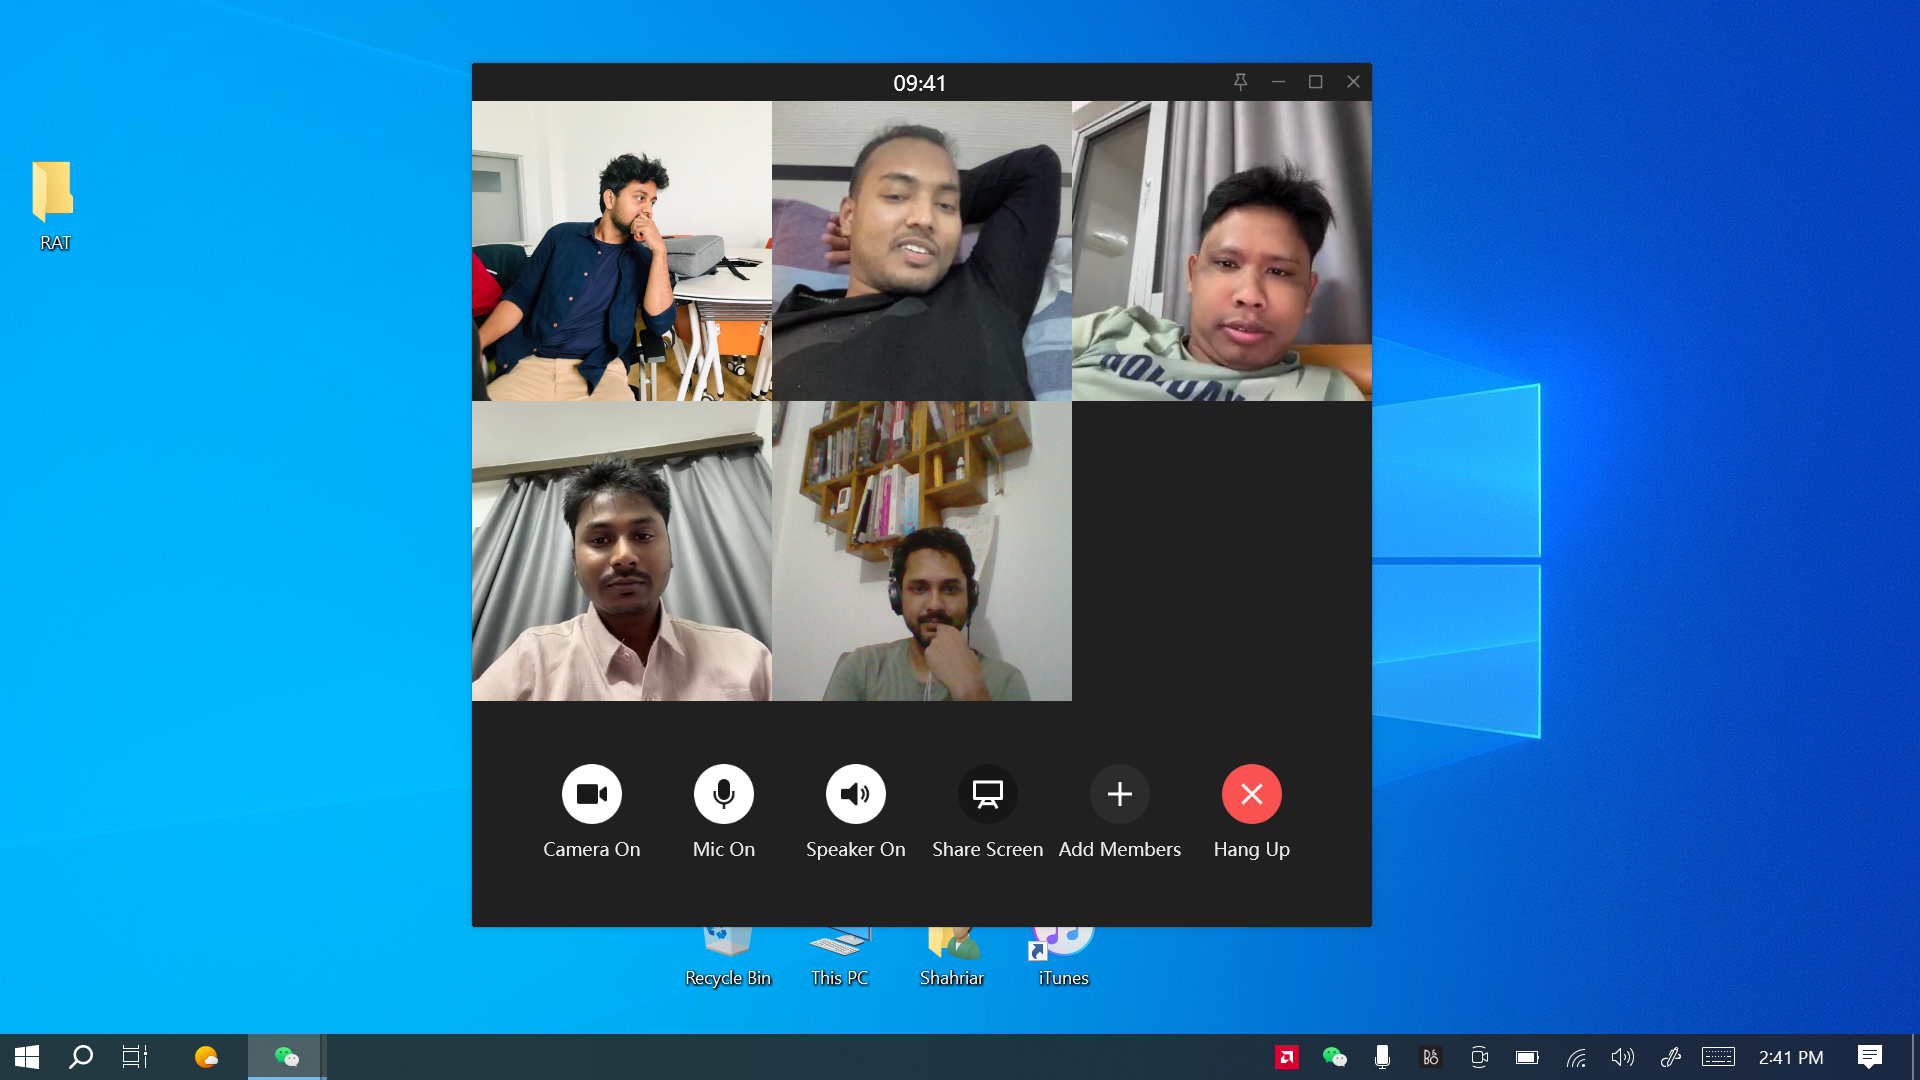 09:41
RAT
HOLIDAY
Camera On
Mic On
Speaker On
Share Screen
Add Members
Hang Up
Recycle Bin
This PC
Shahriar
iTunes
B&O
2:41 PM